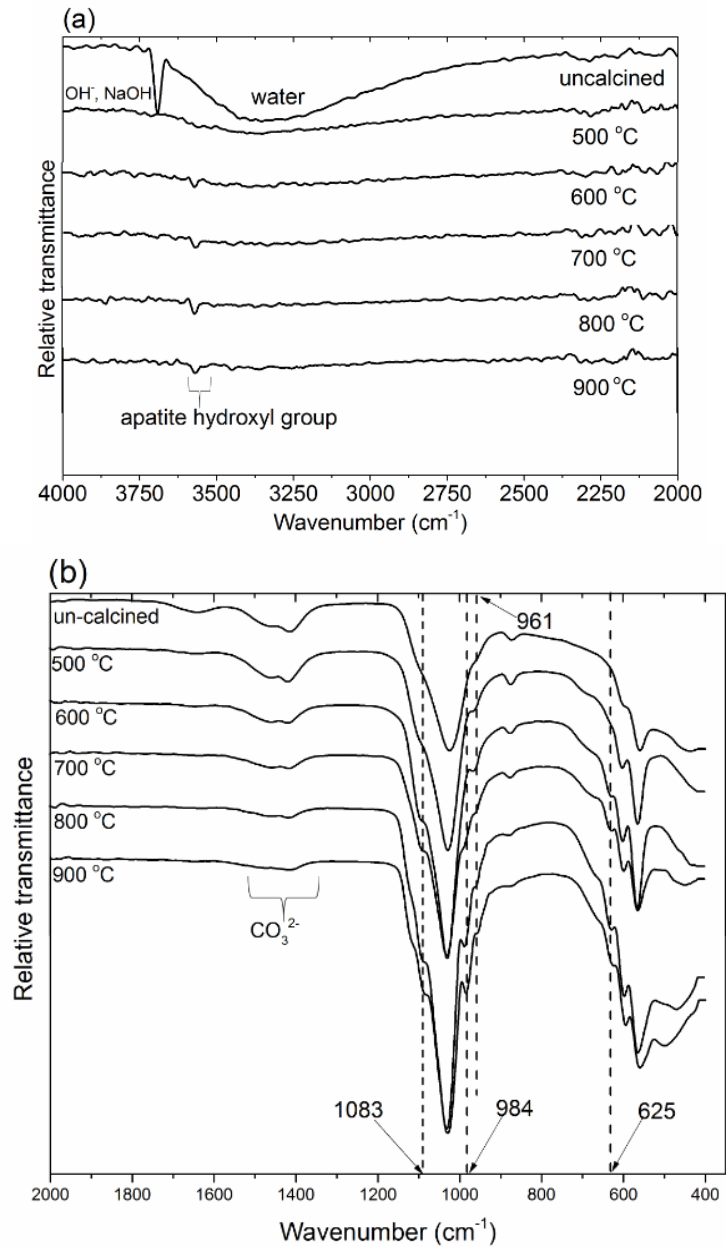 (a)
OH⁻, NaOH
water
uncalcined
500 °C
600 °C
700 °C
800 °C
900 °C
apatite hydroxyl group
Relative transmittance
4000 3750 3500 3250 3000 2750 2500 2250 2000
Wavenumber (cm⁻¹)
(b)
un-calcined
961
500 °C
600 °C
700 °C
800 °C
900 °C
CO₃²⁻
Relative transmittance
1083
984
625
2000 1800 1600 1400 1200 1000 800 600 400
Wavenumber (cm⁻¹)